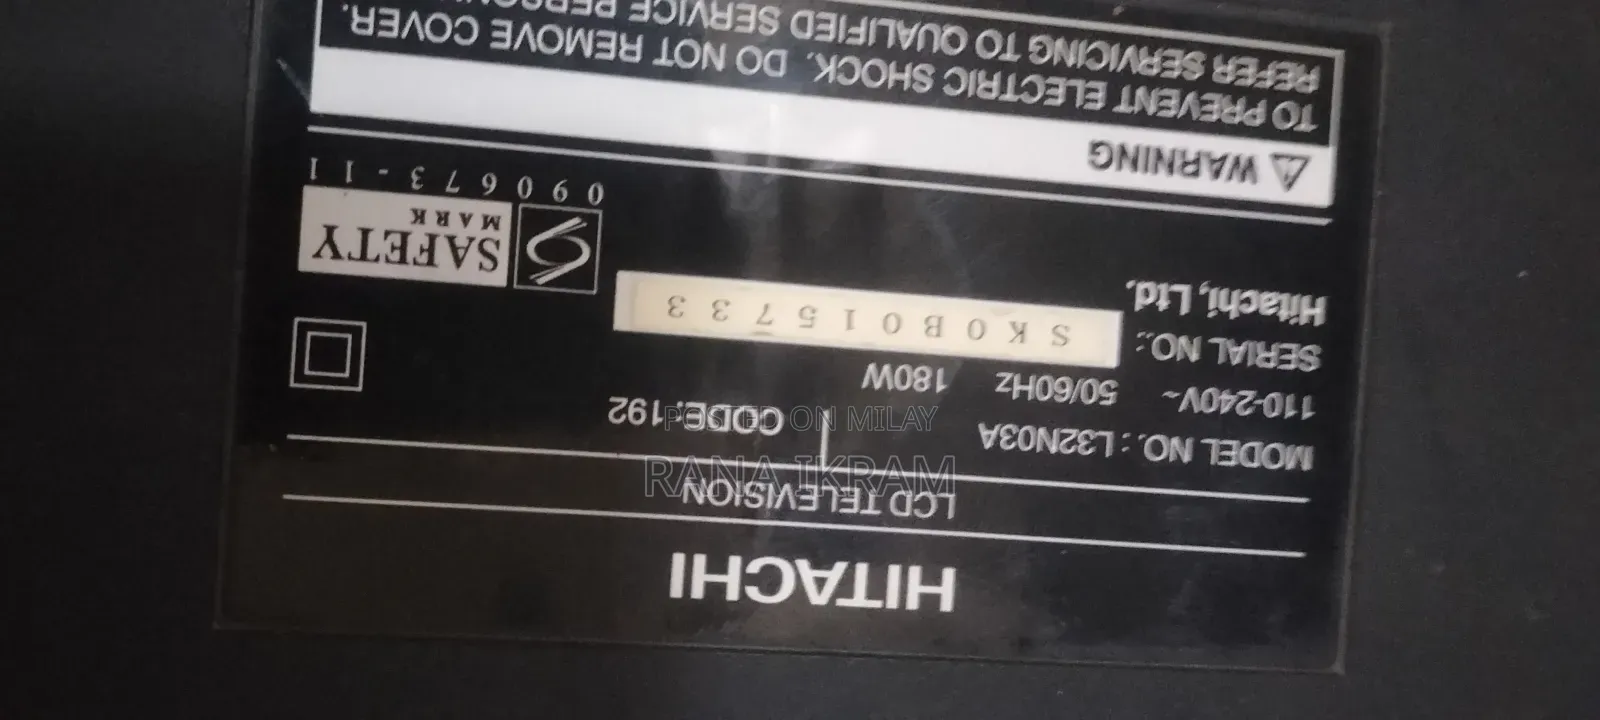 HITACHI
LCD TELEVISION
MODEL NO.: L32N03A CODE:192
110-240V~ 50/60Hz 180W
SERIAL NO.: SK0B015733
Hitachi, Ltd.
SAFETY
MARK
090673-11
WARNING
TO PREVENT ELECTRIC SHOCK, DO NOT REMOVE COVER.
REFER SERVICING TO QUALIFIED SERVICE
POSTED ON MILAY
RANA IKRAM